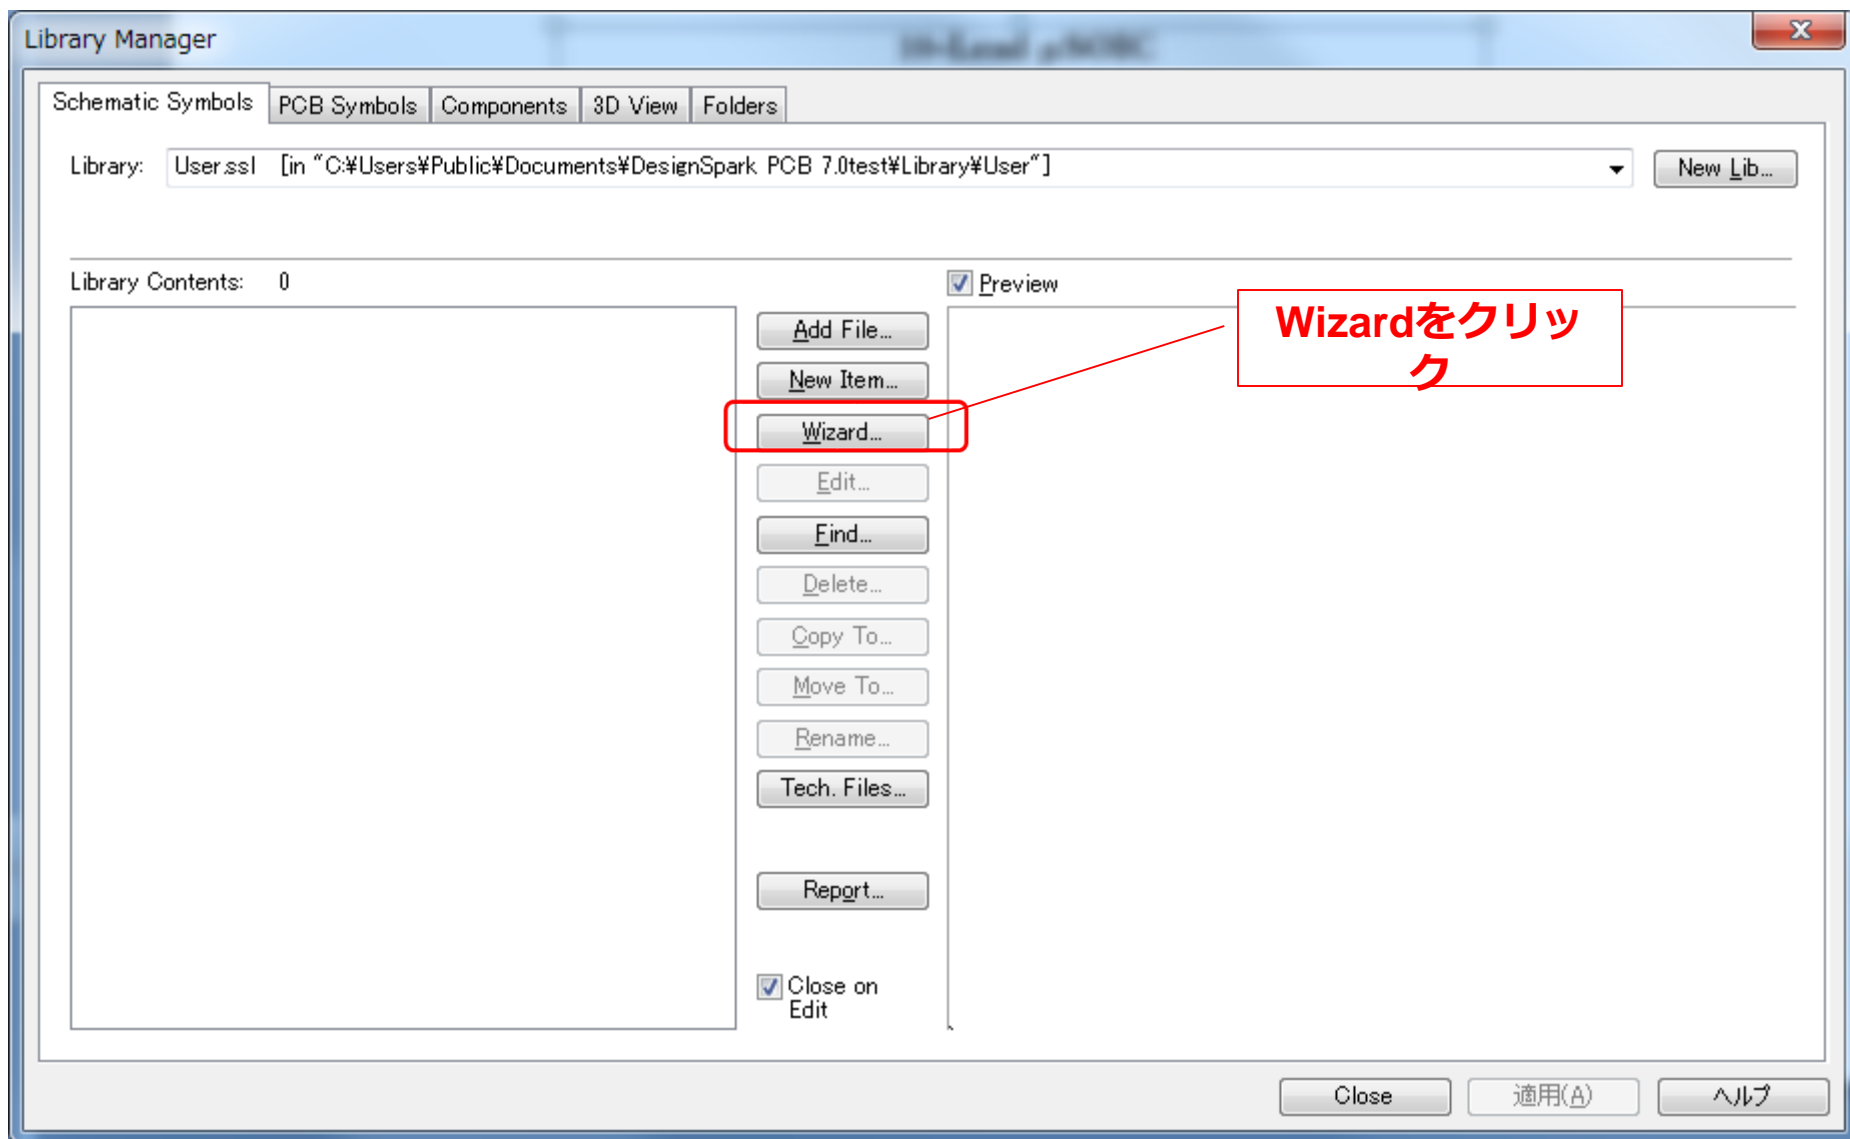 Library Manager
10-Lead µSOIC
Schematic Symbols PCB Symbols Components 3D View Folders
Library: User.ssl [in "C:¥Users¥Public¥Documents¥DesignSpark PCB 7.0test¥Library¥User"] New Lib...
Library Contents: 0
Preview
Add File...
New Item...
Wizard...
Edit...
Find...
Delete...
Copy To...
Move To...
Rename...
Tech. Files...
Report...
Close on
Edit
Wizardをクリッ
ク
Close 適用(A) ヘルプ